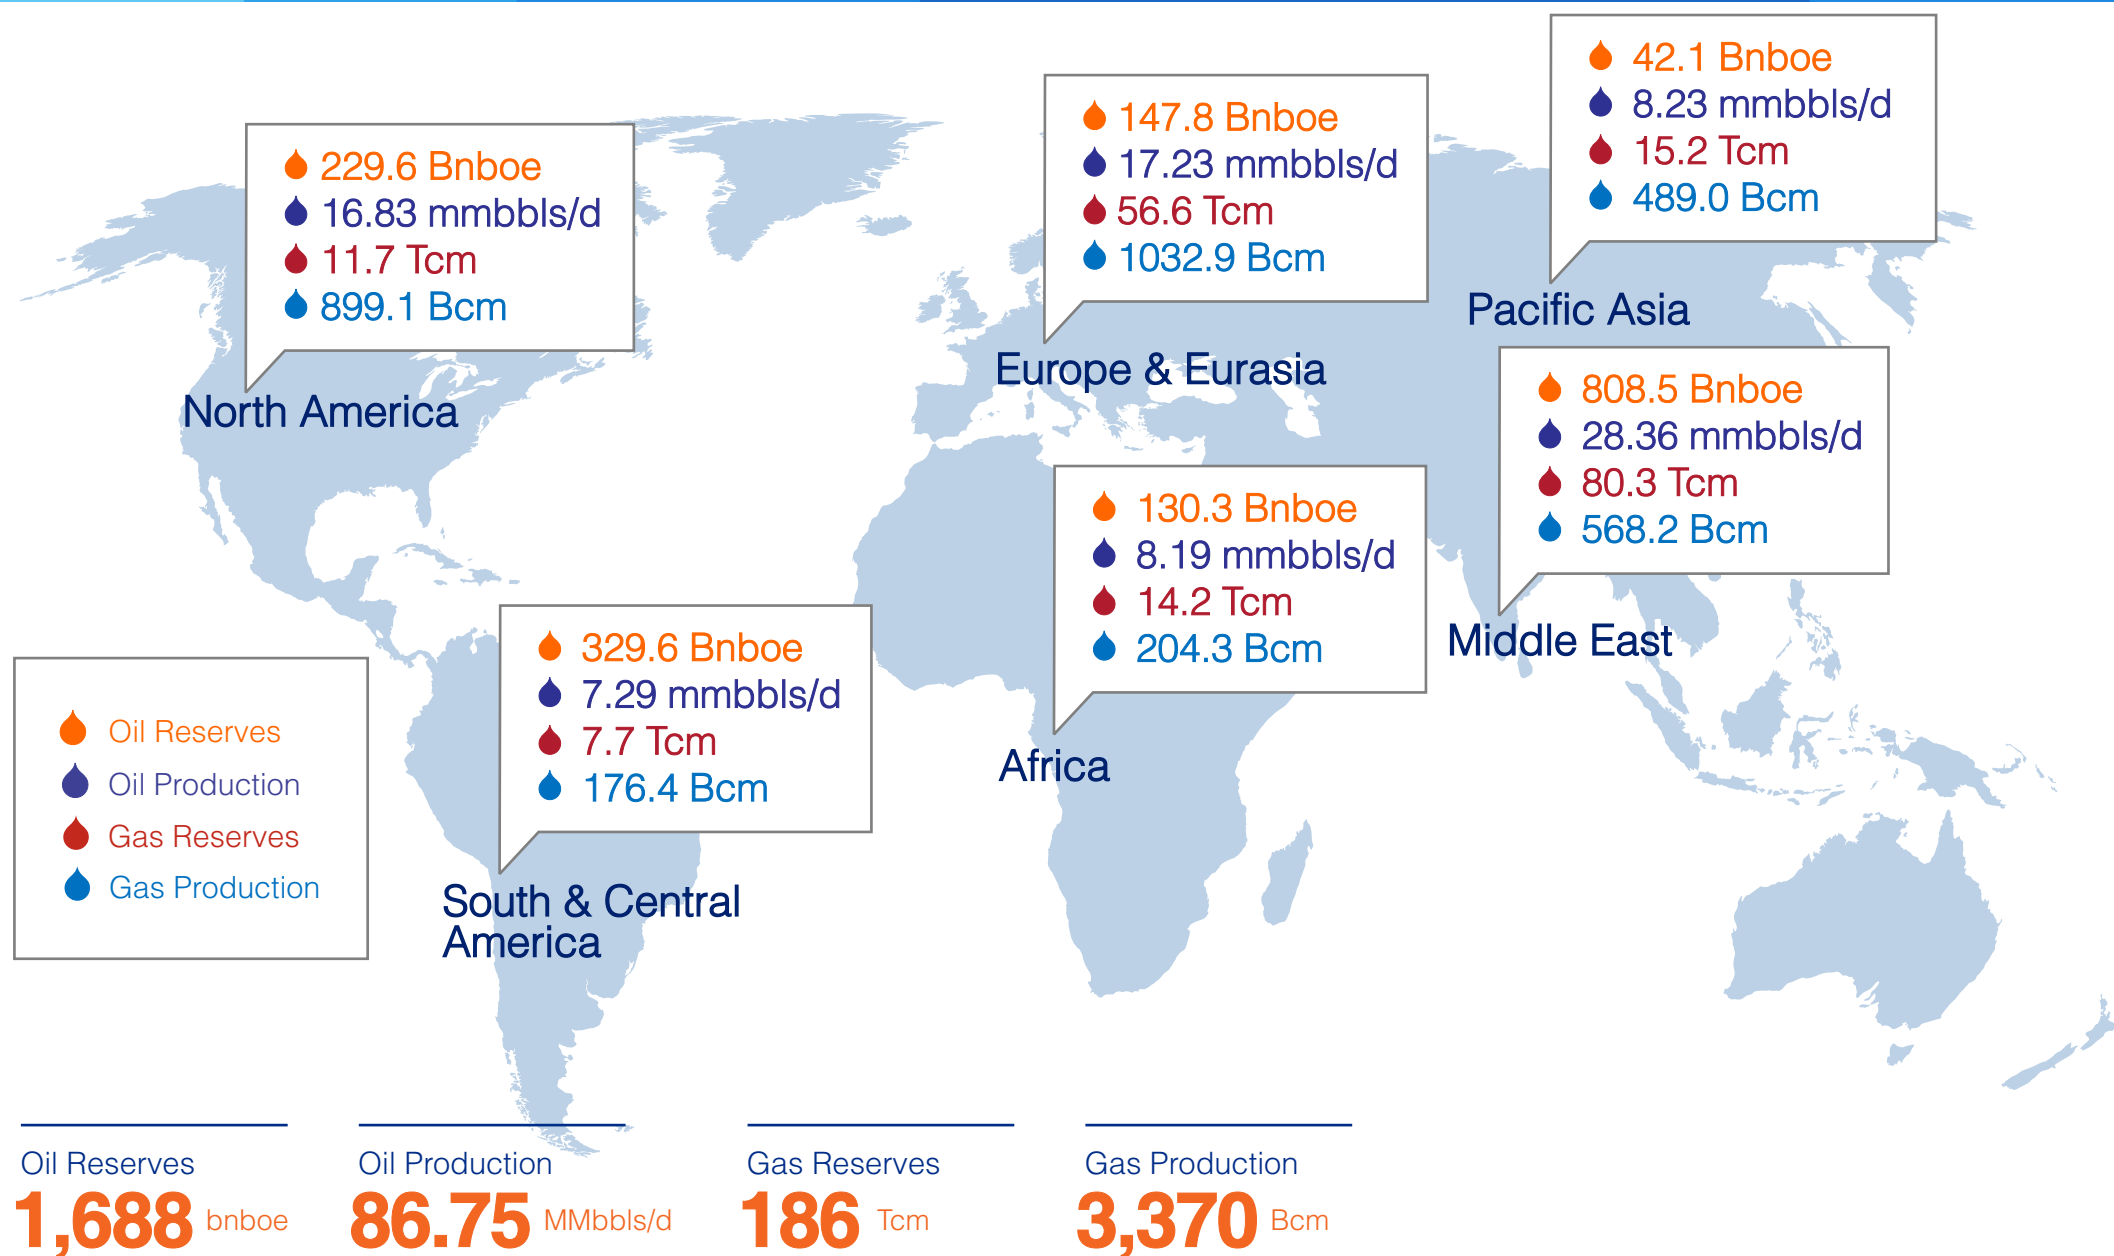 42.1 Bnboe
8.23 mmbbls/d
15.2 Tcm
489.0 Bcm
Pacific Asia
147.8 Bnboe
17.23 mmbbls/d
56.6 Tcm
1032.9 Bcm
Europe & Eurasia
229.6 Bnboe
16.83 mmbbls/d
11.7 Tcm
899.1 Bcm
North America
808.5 Bnboe
28.36 mmbbls/d
80.3 Tcm
568.2 Bcm
Middle East
130.3 Bnboe
8.19 mmbbls/d
14.2 Tcm
204.3 Bcm
Africa
329.6 Bnboe
7.29 mmbbls/d
7.7 Tcm
176.4 Bcm
South & Central
America
Oil Reserves
Oil Production
Gas Reserves
Gas Production
Oil Reserves
1,688 bnboe
Oil Production
86.75 MMbbls/d
Gas Reserves
186 Tcm
Gas Production
3,370 Bcm